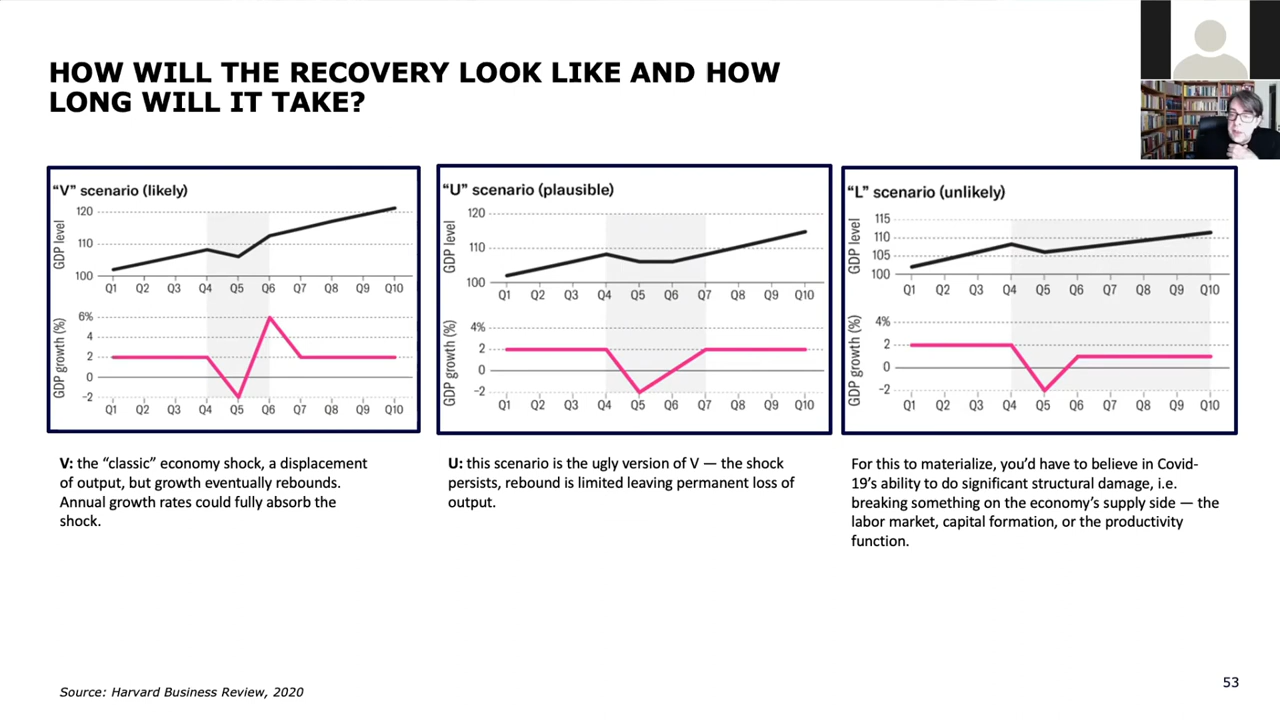 HOW WILL THE RECOVERY LOOK LIKE AND HOW
LONG WILL IT TAKE?
“V” scenario (likely)
GDP level
120
110
100
Q1 Q2 Q3 Q4 Q5 Q6 Q7 Q8 Q9 Q10
GDP growth (%)
6%
4
2
0
–2
Q1 Q2 Q3 Q4 Q5 Q6 Q7 Q8 Q9 Q10
V: the “classic” economy shock, a displacement
of output, but growth eventually rebounds.
Annual growth rates could fully absorb the
shock.
“U” scenario (plausible)
GDP level
120
110
100
Q1 Q2 Q3 Q4 Q5 Q6 Q7 Q8 Q9 Q10
GDP growth (%)
4%
2
0
–2
Q1 Q2 Q3 Q4 Q5 Q6 Q7 Q8 Q9 Q10
U: this scenario is the ugly version of V — the shock
persists, rebound is limited leaving permanent loss of
output.
“L” scenario (unlikely)
GDP level
115
110
105
100
Q1 Q2 Q3 Q4 Q5 Q6 Q7 Q8 Q9 Q10
GDP growth (%)
4%
2
0
–2
Q1 Q2 Q3 Q4 Q5 Q6 Q7 Q8 Q9 Q10
For this to materialize, you’d have to believe in Covid-
19’s ability to do significant structural damage, i.e.
breaking something on the economy’s supply side — the
labor market, capital formation, or the productivity
function.
Source: Harvard Business Review, 2020
53